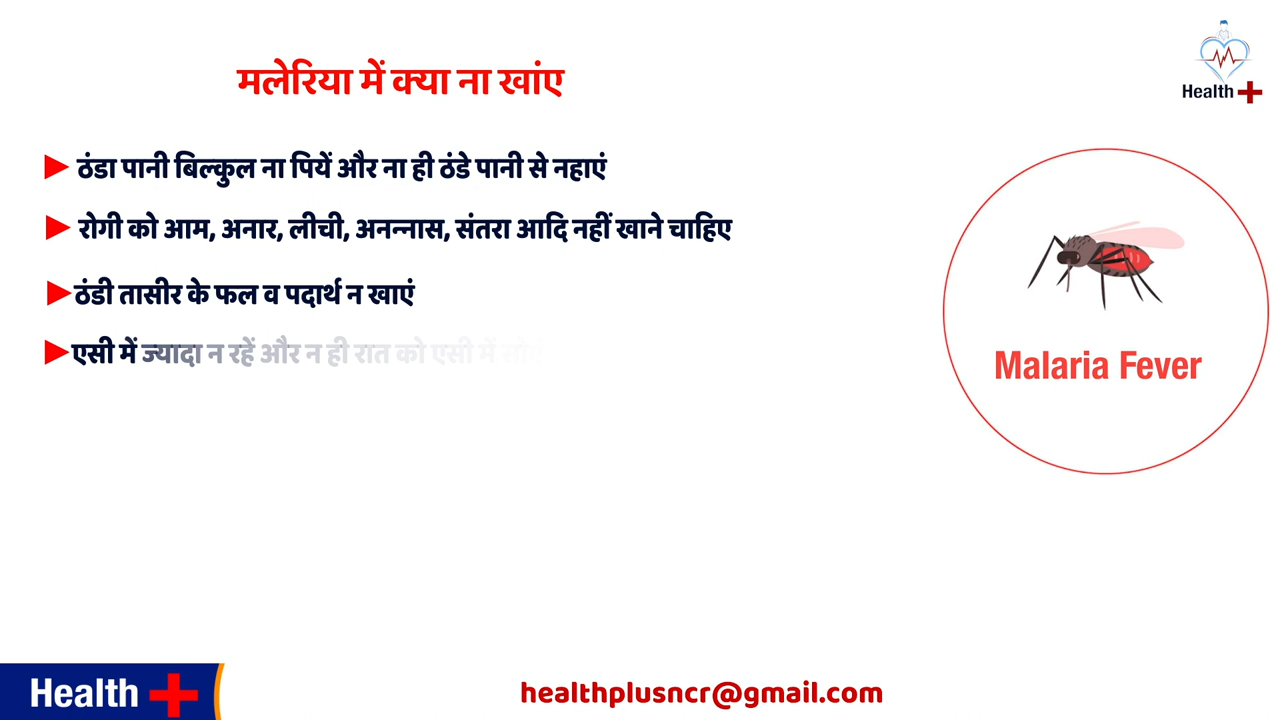 मलेरिया में क्या ना खांए
Health
ठंडा पानी बिल्कुल ना पियें और ना ही ठंडे पानी से नहाएं
रोगी को आम, अनार, लीची, अनन्नास, संतरा आदि नहीं खाने चाहिए
ठंडी तासीर के फल व पदार्थ न खाएं
एसी में ज्यादा न रहें और न ही रात को एसी में
Malaria Fever
Health
healthplusncr@gmail.com